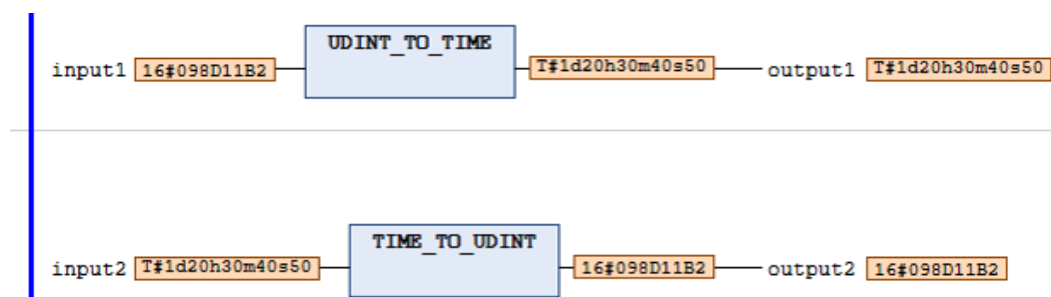 UDINT_TO_TIME
input1 16#098D11B2 T#1d20h30m40s50 output1 T#1d20h30m40s50
TIME_TO_UDINT
input2 T#1d20h30m40s50 16#098D11B2 output2 16#098D11B2